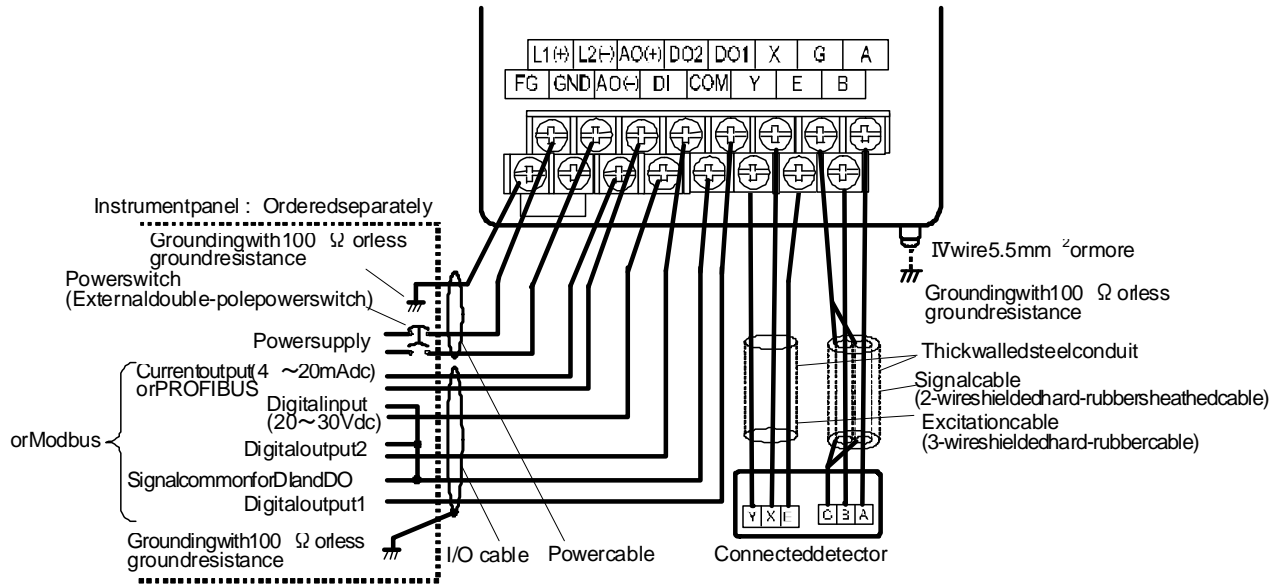 L1(+) L2(-) AO(+) DO2 DO1 X G A
FG GND AO(-) DI COM Y E B
Instrumentpanel : Orderedseparately
Groundingwith100 Ω orless
groundresistance
Powerswitch
(Externaldouble-polepowerswitch)
Powersupply
Currentoutput(4 ~20mAdc)
orPROFIBUS
Digitalinput
(20~30Vdc)
orModbus
Digitaloutput2
SignalcommonforDIandDO
Digitaloutput1
Groundingwith100 Ω orless
groundresistance
I/O cable
Powercable
IVwire5.5mm ²ormore
Groundingwith100 Ω orless
groundresistance
Thickwalledsteelconduit
Signalcable
(2-wireshieldedhard-rubbersheathedcable)
Excitationcable
(3-wireshieldedhard-rubbercable)
Y X E
B A
Connecteddetector